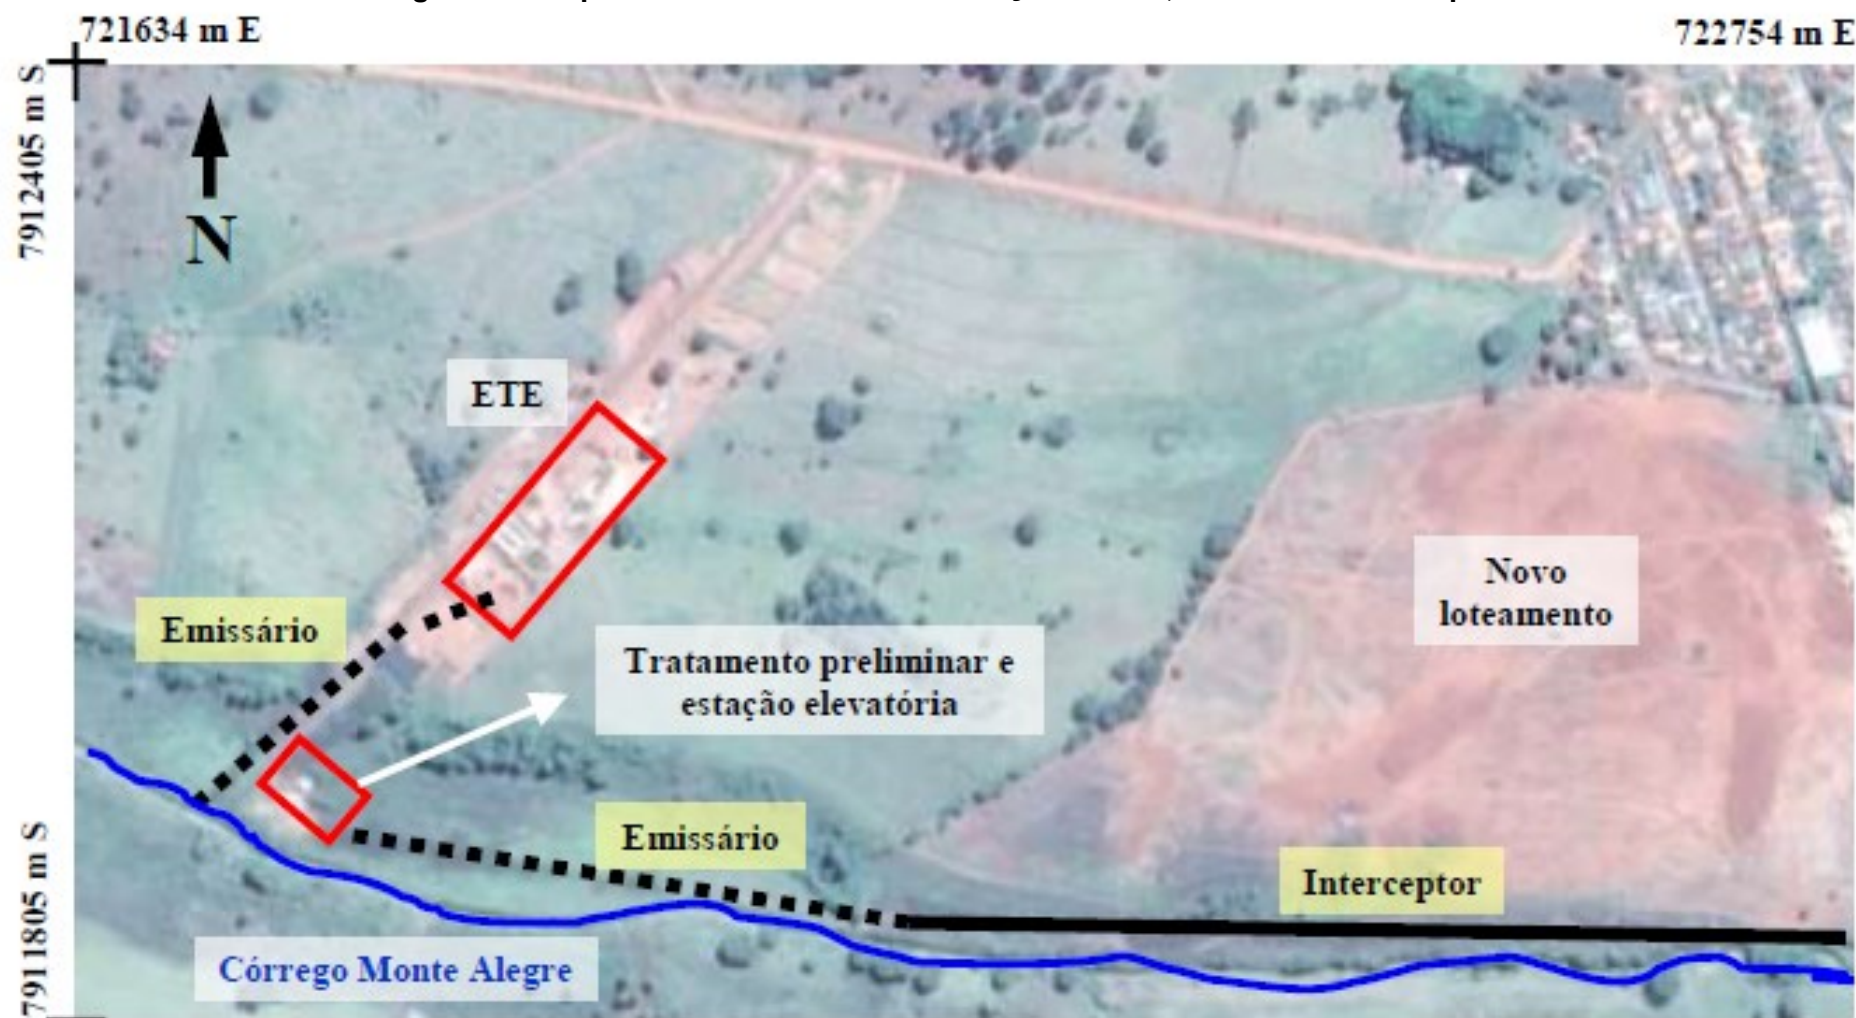 721634 m E
722754 m E
7912405 m S
N
ETE
Novo
loteamento
Emissário
Tratamento preliminar e
estação elevatória
Emissário
Interceptor
7911805 m S
Córrego Monte Alegre